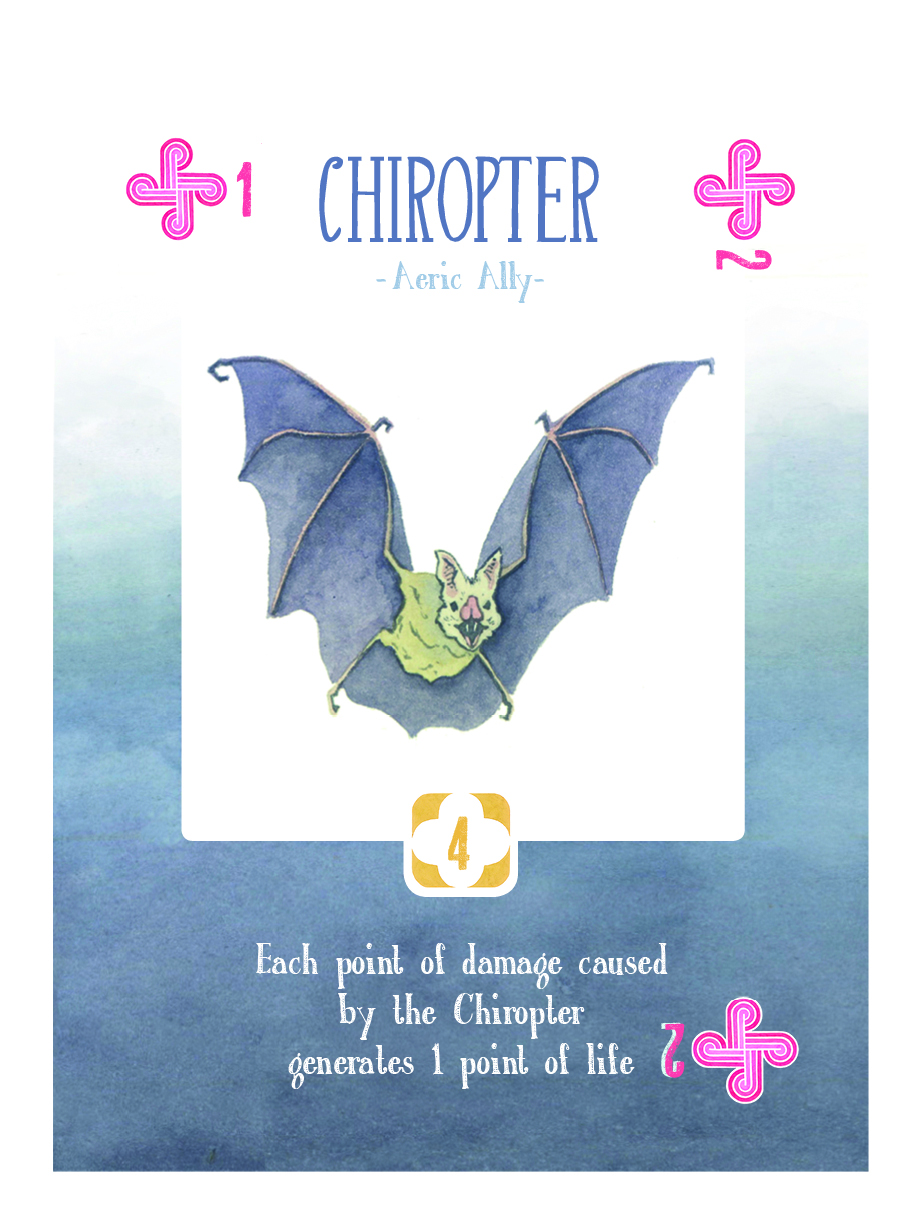 1
CHIROPTER
2
-Aeric Ally-
4
Each point of damage caused
by the Chiropter
generates 1 point of life
2